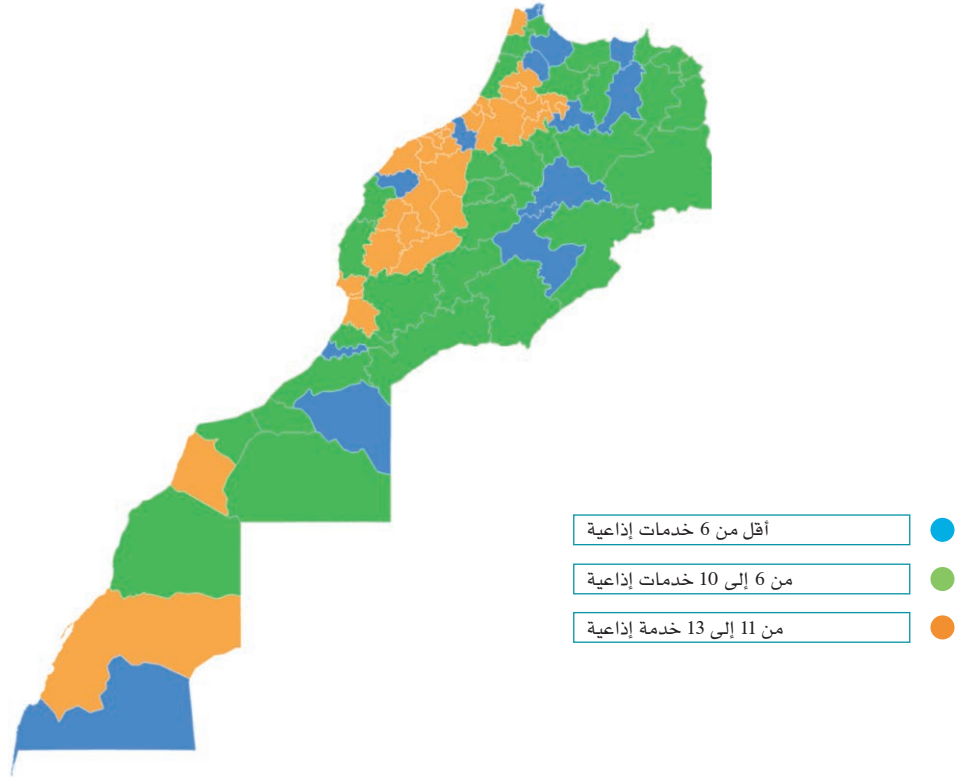 أقل من 6 خدمات إذاعية
من 6 إلى 10 خدمات إذاعية
من 11 إلى 13 خدمة إذاعية